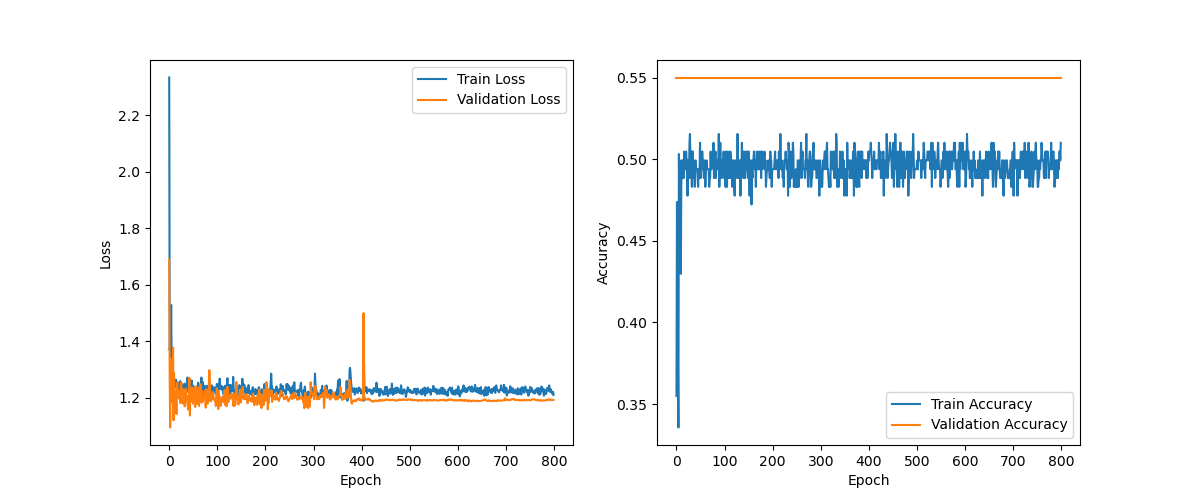 Train Loss
Validation Loss
2.2
2.0
1.8
1.6
1.4
1.2
Loss
0 100 200 300 400 500 600 700 800
Epoch
0.55
0.50
0.45
0.40
0.35
Accuracy
Train Accuracy
Validation Accuracy
0 100 200 300 400 500 600 700 800
Epoch